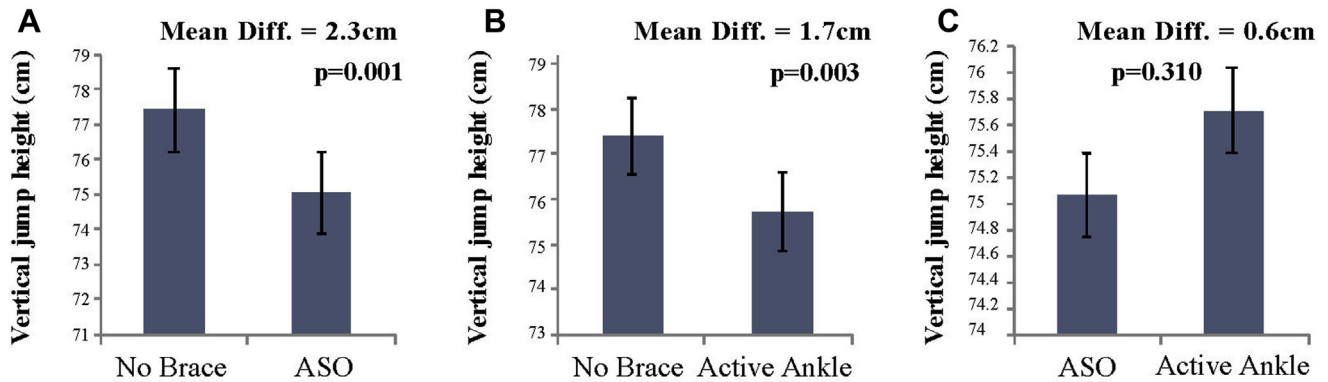 A
Mean Diff. = 2.3cm
p=0.001
Vertical jump height (cm)
79
78
77
76
75
74
73
72
71
No Brace
ASO
B
Mean Diff. = 1.7cm
p=0.003
Vertical jump height (cm)
79
78
77
76
75
74
73
No Brace
Active Ankle
C
Mean Diff. = 0.6cm
p=0.310
Vertical jump height (cm)
76.2
76
75.8
75.6
75.4
75.2
75
74.8
74.6
74.4
74.2
74
ASO
Active Ankle